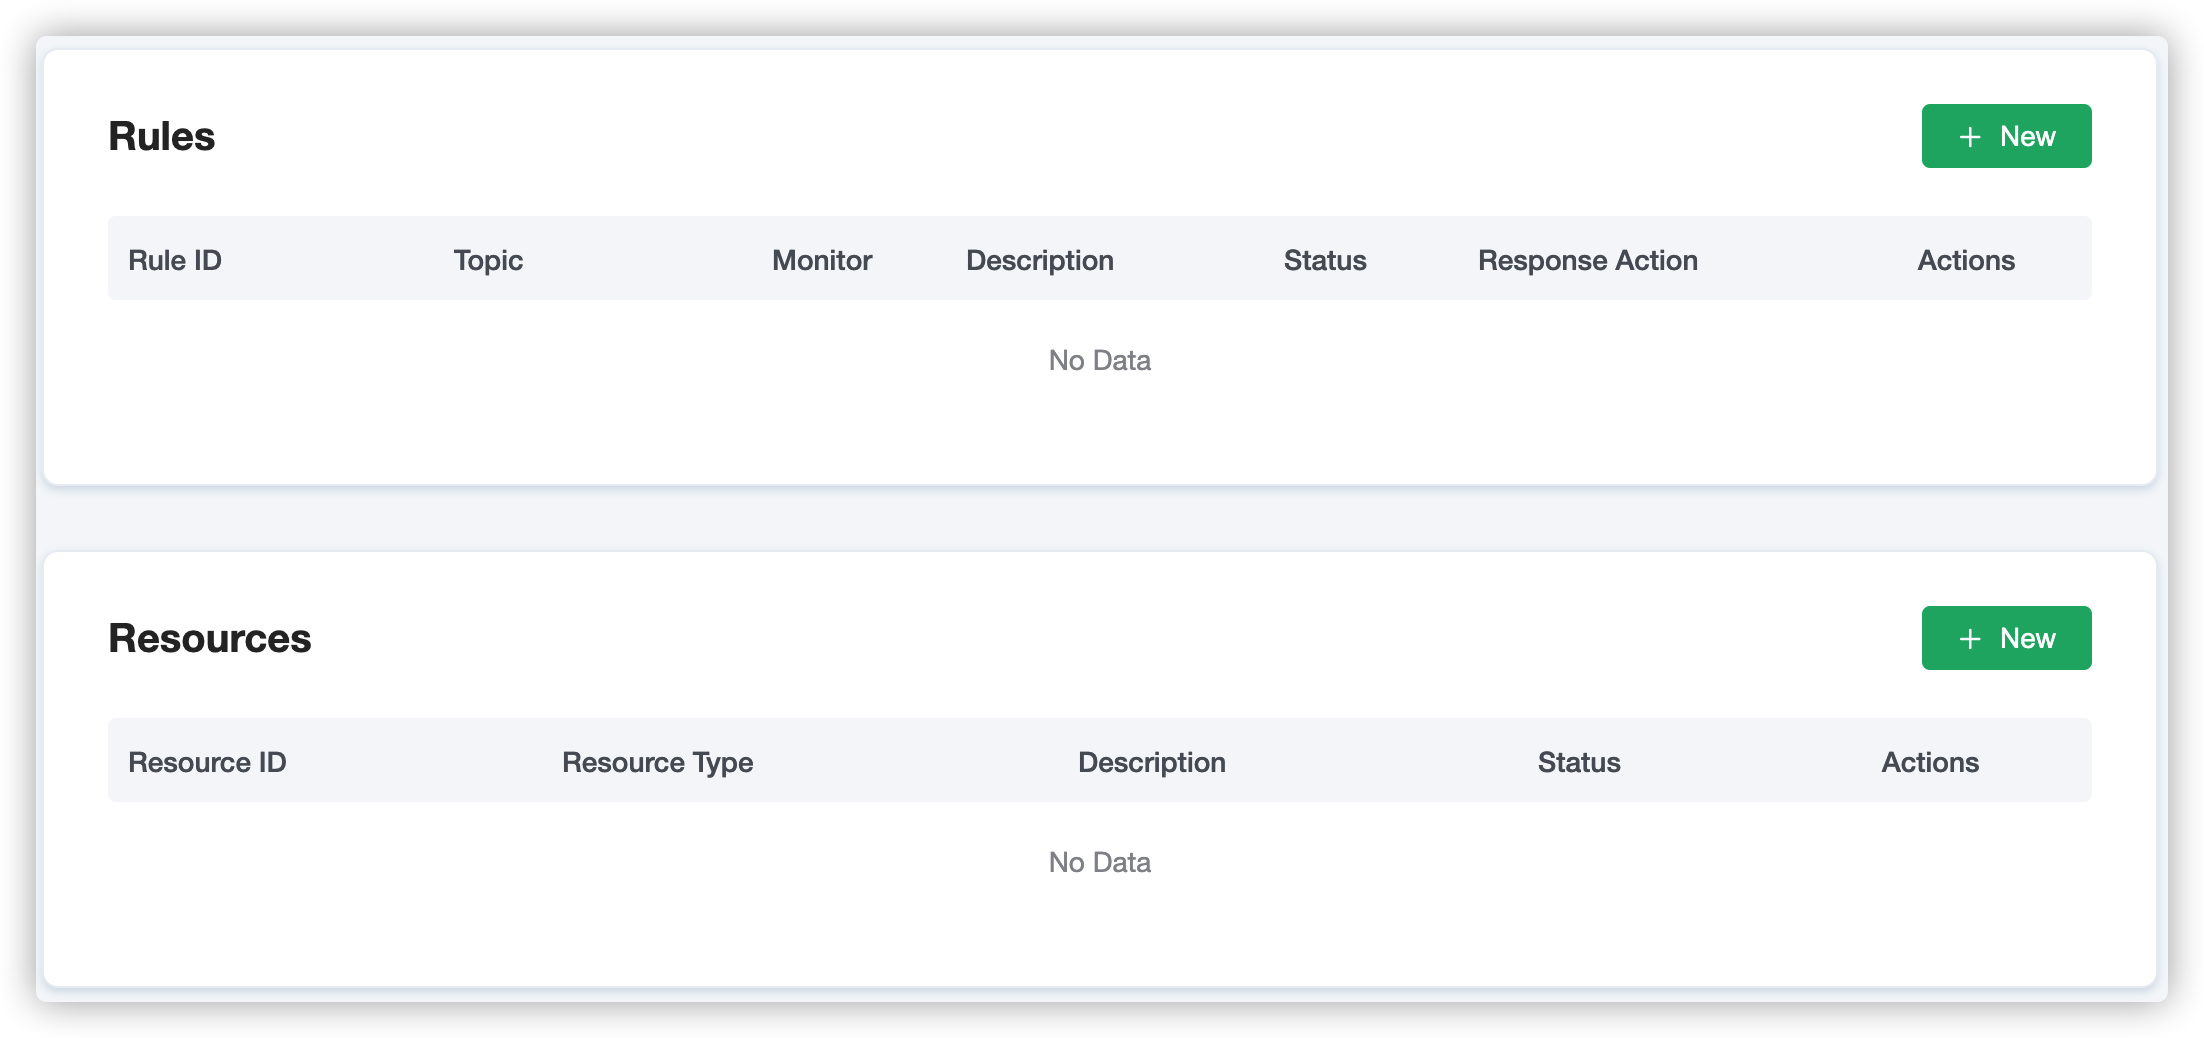 Rules
+ New
Rule ID Topic Monitor Description Status Response Action Actions
No Data
Resources
+ New
Resource ID Resource Type Description Status Actions
No Data